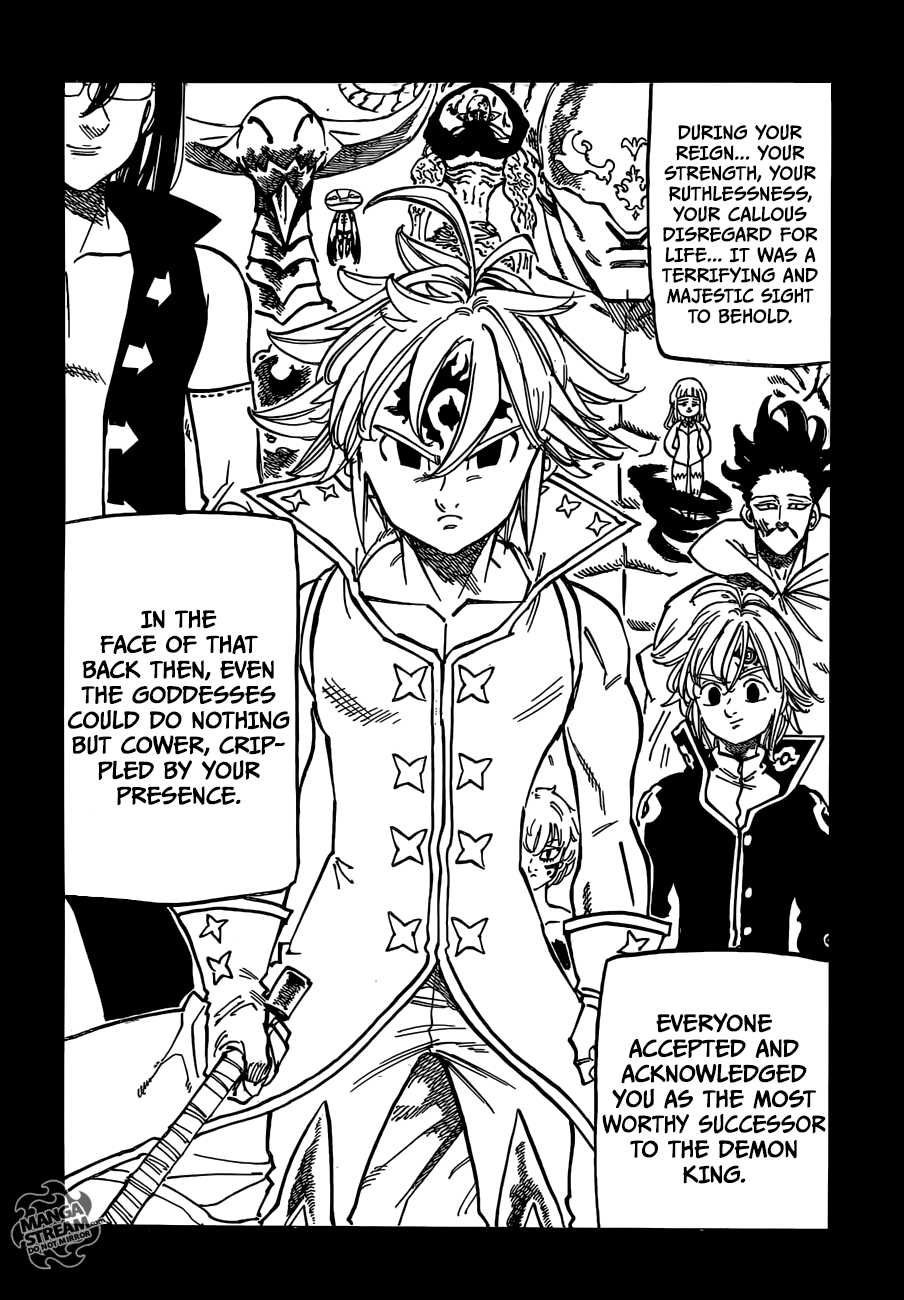 DURING YOUR
REIGN... YOUR
STRENGTH, YOUR
RUTHLESSNESS,
YOUR CALLOUS
DISREGARD FOR
LIFE... IT WAS A
TERRIFYING AND
MAJESTIC SIGHT
TO BEHOLD.
IN THE
FACE OF THAT
BACK THEN, EVEN
THE GODDESSES
COULD DO NOTHING
BUT COWER, CRIP-
PLED BY YOUR
PRESENCE.
EVERYONE
ACCEPTED AND
ACKNOWLEDGED
YOU AS THE MOST
WORTHY SUCCESSOR
TO THE DEMON
KING.
MANGA
STREAM.com
DO NOT MIRROR